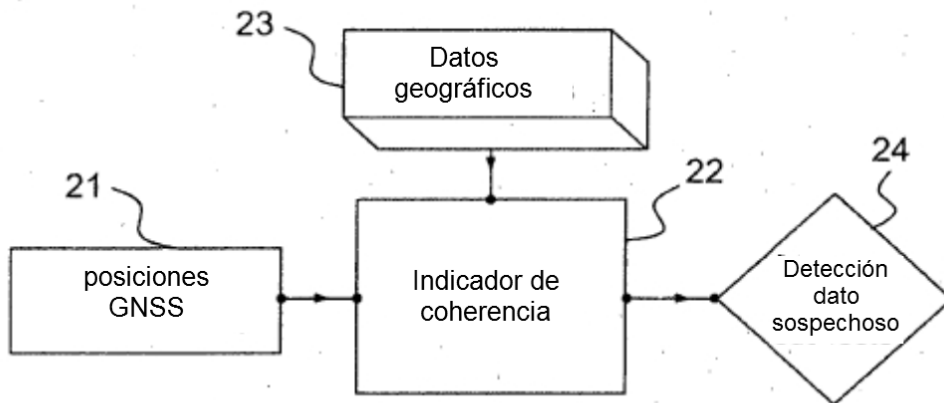 23
Datos
geográficos
24
21
22
posiciones
GNSS
Indicador de
coherencia
Detección
dato
sospechoso